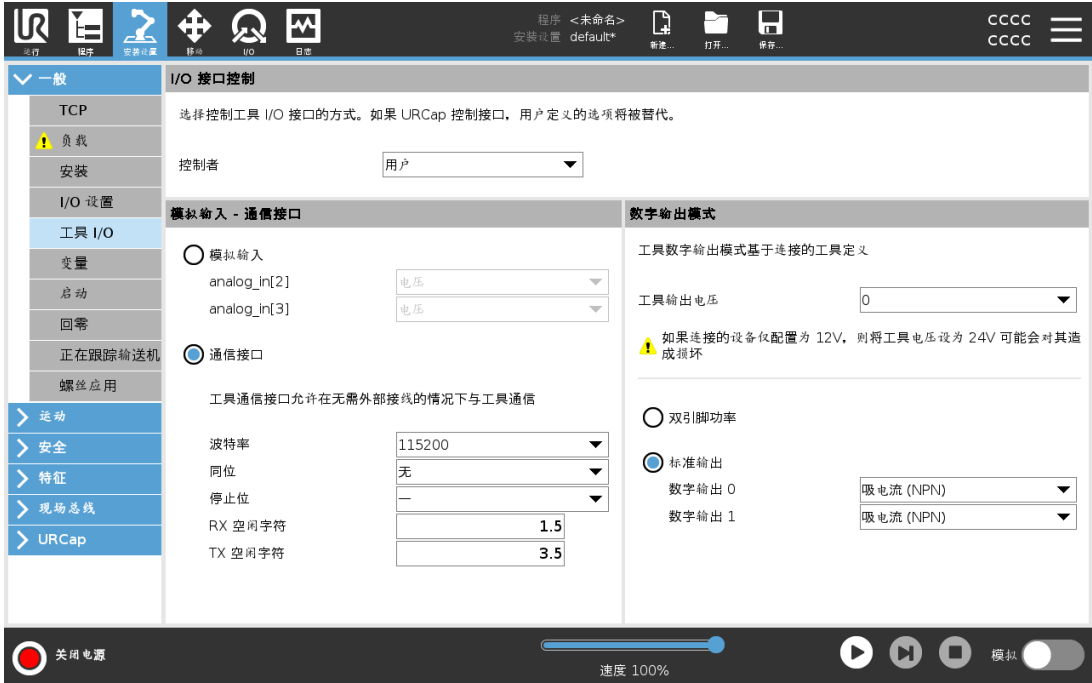 UR
运行
程序
安装设置
移动
I/O
日志
程序 <未命名>
安装设置 default*
新建...
打开...
保存...
CCCC
CCCC
一般
TCP
负载
安装
I/O 设置
工具 I/O
变量
启动
回零
正在跟踪输送机
螺丝应用
运动
安全
特征
现场总线
URCap
I/O 接口控制
选择控制工具 I/O 接口的方式。如果 URCap 控制接口，用户定义的选项将被替代。
控制者 用户
模拟输入 - 通信接口
模拟输入
analog_in[2] 电压
analog_in[3] 电压
通信接口
工具通信接口允许在无需外部接线的情况下与工具通信
波特率 115200
同位 无
停止位 一
RX 空闲字符 1.5
TX 空闲字符 3.5
数字输出模式
工具数字输出模式基于连接的工具定义
工具输出电压 0
如果连接的设备仅配置为 12V，则将工具电压设为 24V 可能会对其造
成损坏
双引脚功率
标准输出
数字输出 0 吸电流 (NPN)
数字输出 1 吸电流 (NPN)
关闭电源
速度 100%
模拟